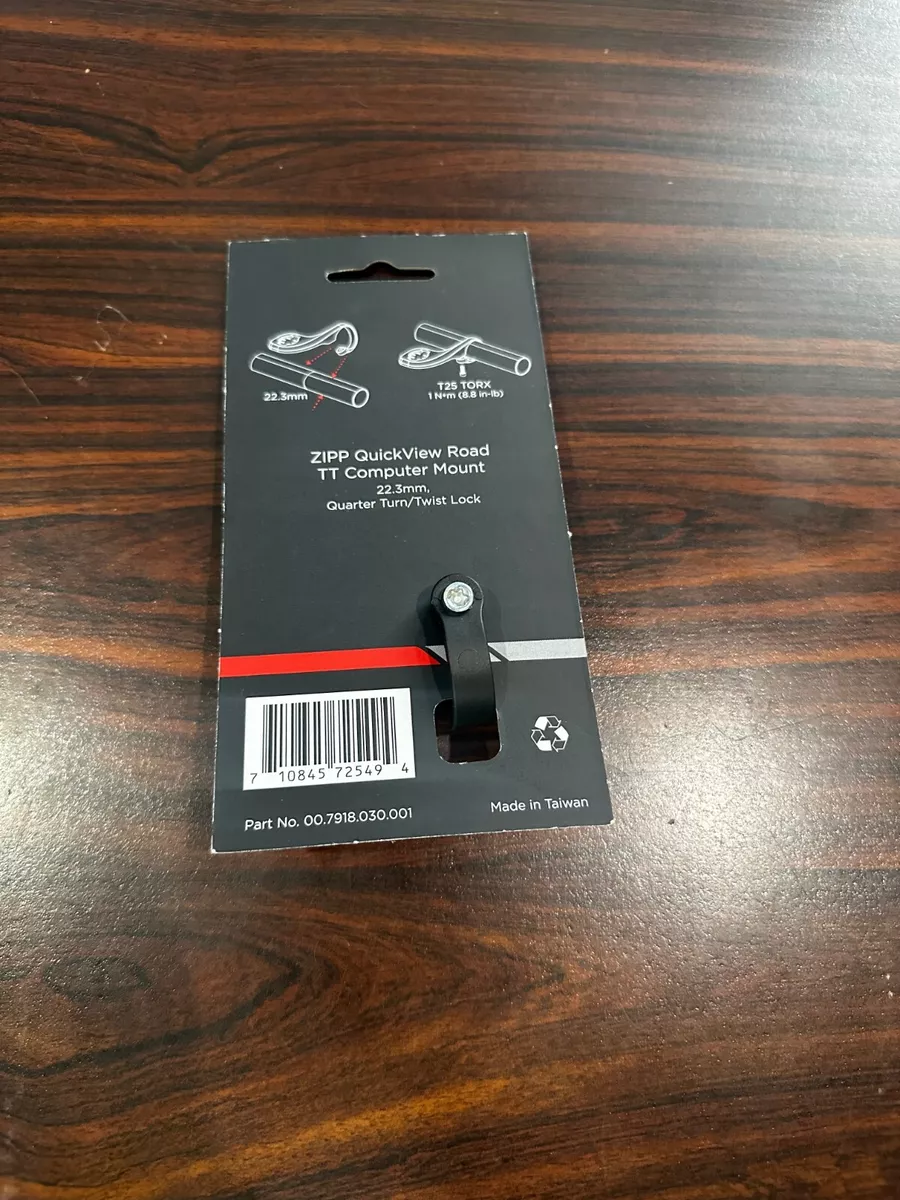 22.3mm
T25 TORX
1 N•m (8.8 in-lb)
ZIPP QuickView Road
TT Computer Mount
22.3mm,
Quarter Turn/Twist Lock
7 10845 72549 4
Part No. 00.7918.030.001
Made in Taiwan